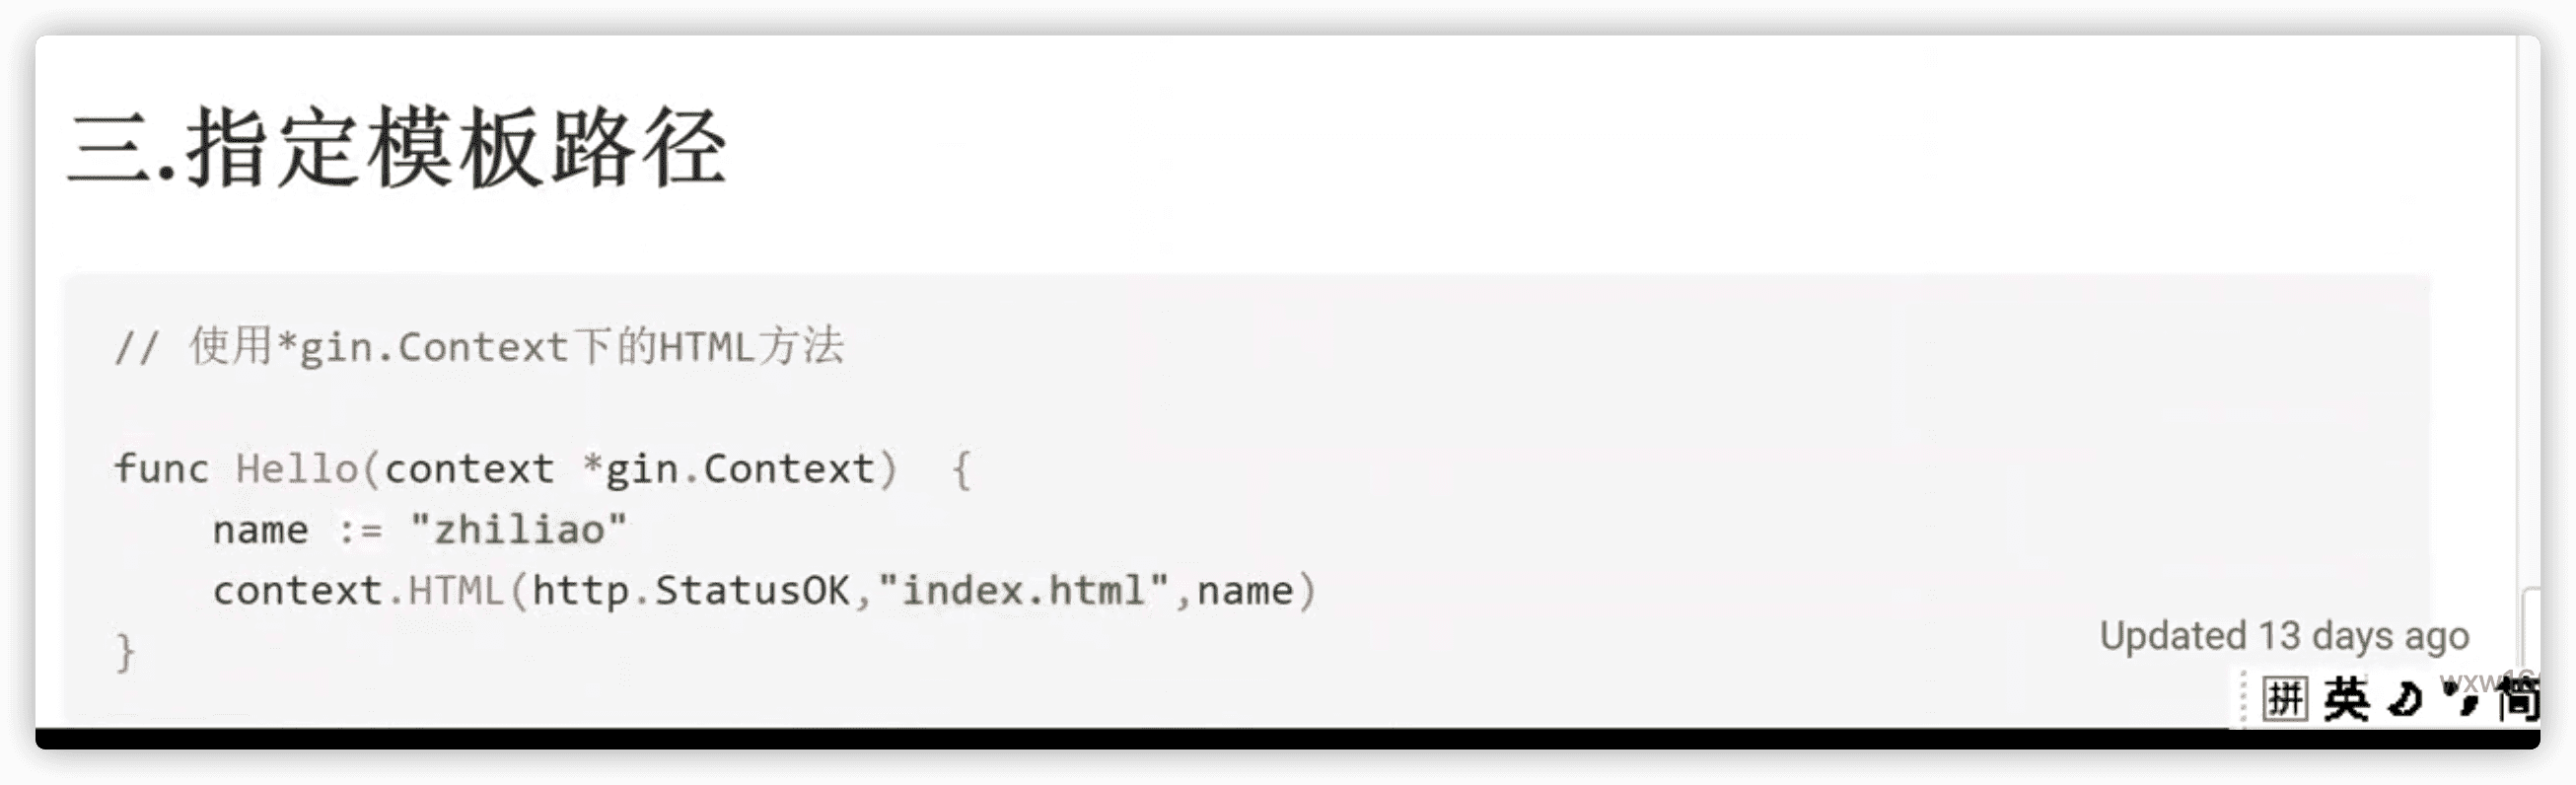 三.指定模板路径
// 使用*gin.Context下的HTML方法
func Hello(context *gin.Context)  {
    name := "zhiliao"
    context.HTML(http.StatusOK,"index.html",name)
}
Updated 13 days ago
拼 英 简